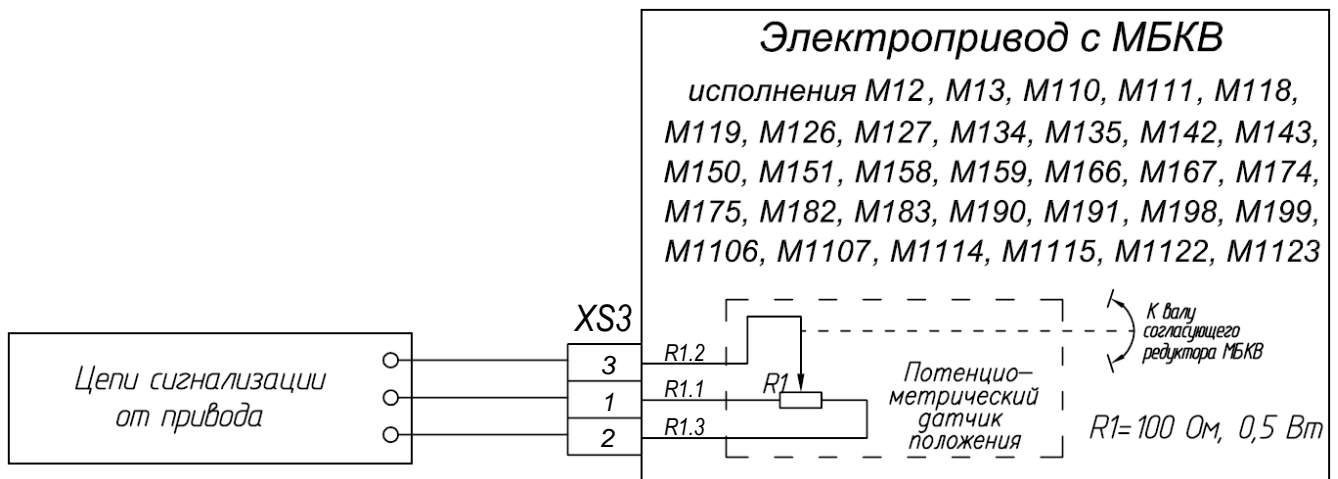 Электропривод с МБКВ
исполнения М12, М13, М110, М111, М118,
М119, М126, М127, М134, М135, М142, М143,
М150, М151, М158, М159, М166, М167, М174,
М175, М182, М183, М190, М191, М198, М199,
М1106, М1107, М1114, М1115, М1122, М1123
XS3
3
1
2
R1.2
R1.1
R1.3
R1
Цепи сигнализации
от привода
Потенцио–
метрический
датчик
положения
К валу
согласующего
редуктора МБКВ
R1=100 Ом, 0,5 Вт